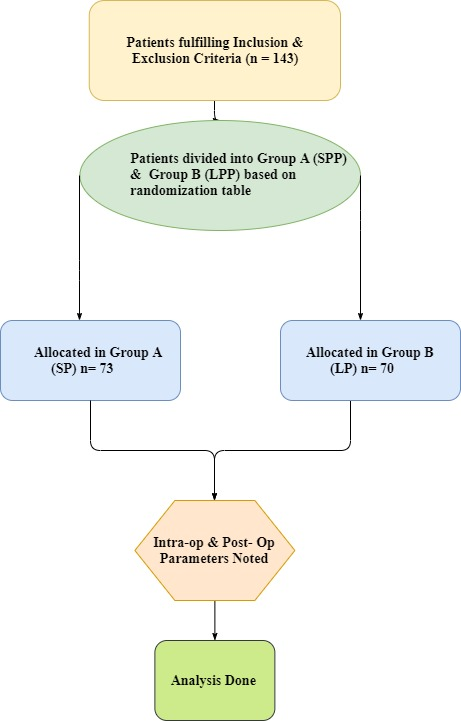 Patients fulfilling Inclusion &
Exclusion Criteria (n = 143)
Patients divided into Group A (SPP)
& Group B (LPP) based on
randomization table
Allocated in Group A
(SP) n= 73
Allocated in Group B
(LP) n= 70
Intra-op & Post- Op
Parameters Noted
Analysis Done